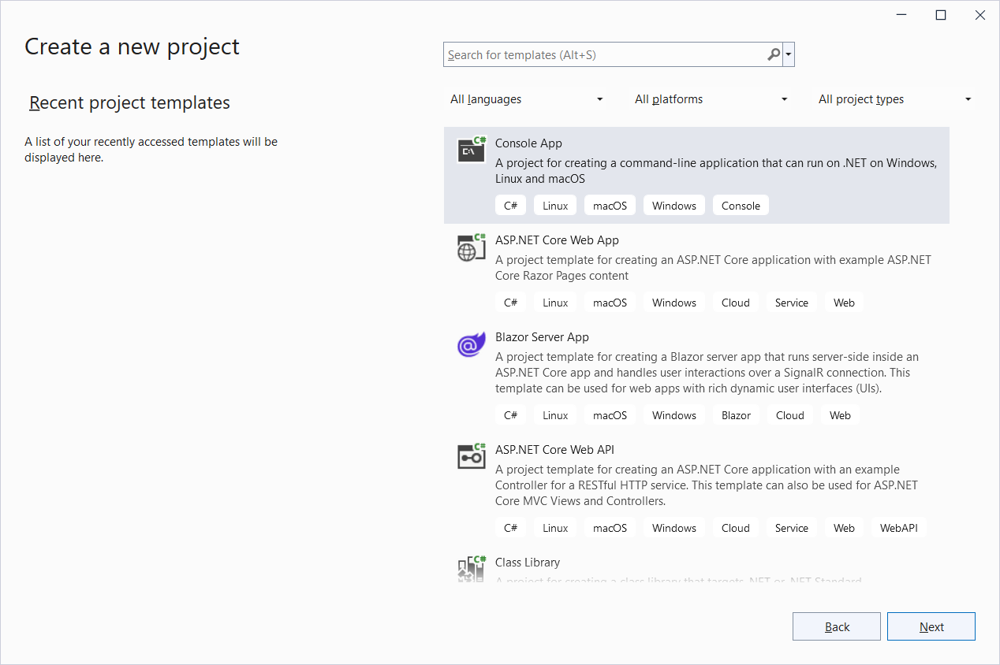 Create a new project
Search for templates (Alt+S)
Recent project templates
A list of your recently accessed templates will be
displayed here.
All languages
All platforms
All project types
C#
C:\
Console App
A project for creating a command-line application that can run on .NET on Windows,
Linux and macOS
C# Linux macOS Windows Console
C#
ASP.NET Core Web App
A project template for creating an ASP.NET Core application with example ASP.NET
Core Razor Pages content
C# Linux macOS Windows Cloud Service Web
@
Blazor Server App
A project template for creating a Blazor server app that runs server-side inside an
ASP.NET Core app and handles user interactions over a SignalR connection. This
template can be used for web apps with rich dynamic user interfaces (UIs).
C# Linux macOS Windows Blazor Cloud Web
C#
ASP.NET Core Web API
A project template for creating an ASP.NET Core application with an example
Controller for a RESTful HTTP service. This template can also be used for ASP.NET
Core MVC Views and Controllers.
C# Linux macOS Windows Cloud Service Web WebAPI
C#
Class Library
A project for creating a class library that targets .NET or .NET Standard
Back
Next